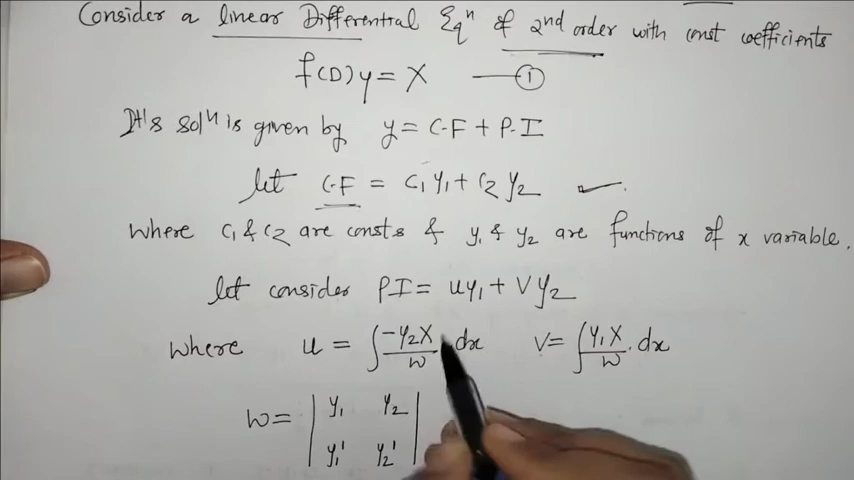 Consider a linear Differential Eqⁿ of 2nd order with const coefficients
f(D)y = X —— ①
It's solⁿ is given by y = C.F + P.I
let C.F = C₁y₁ + C₂y₂
Where C₁ & C₂ are consts & y₁ & y₂ are functions of x variable.
let consider PI = uy₁ + Vy₂
Where u = ∫ -y₂X/W . dx V = ∫ y₁X/W . dx
W = | y₁ y₂ |
| y₁' y₂' |